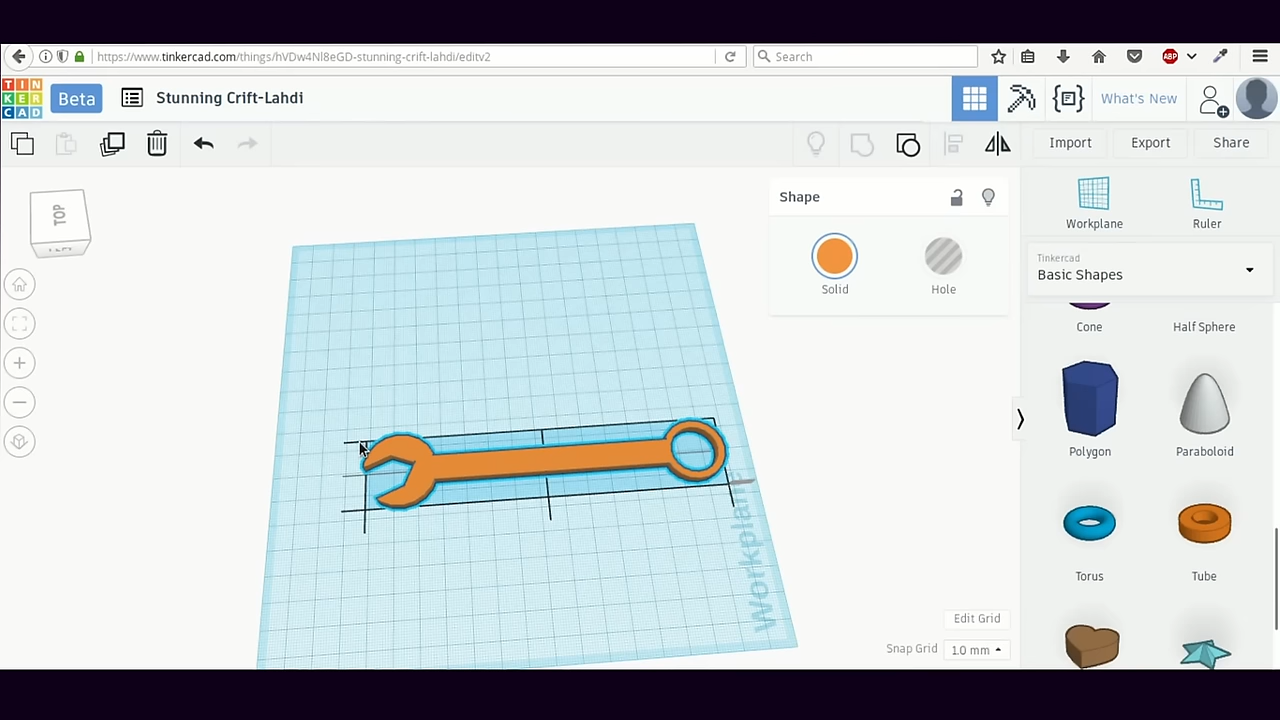 https://www.tinkercad.com/things/hVDw4Nl8eGD-stunning-crift-lahdi/editv2
Search
ABP
TIN
KER
CAD
Beta
Stunning Crift-Lahdi
What's New
Import
Export
Share
TOP
LEFT
Shape
Solid
Hole
Workplane
Ruler
Tinkercad
Basic Shapes
Cone
Half Sphere
Polygon
Paraboloid
Torus
Tube
Workplane
Edit Grid
Snap Grid
1.0 mm